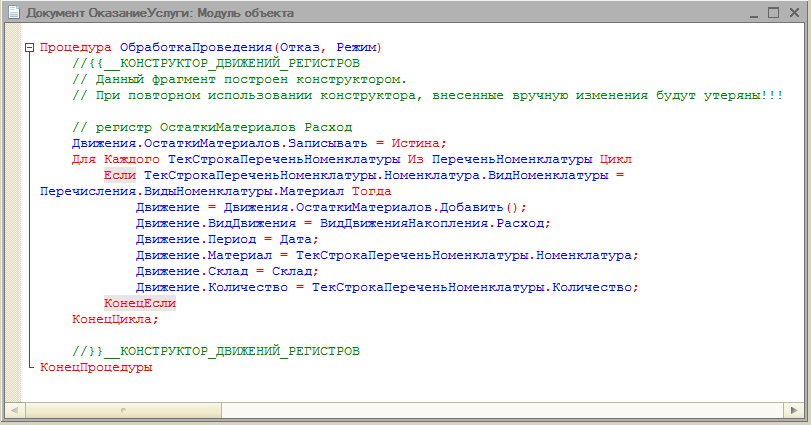 Документ ОказаниеУслуги: Модуль объекта
Процедура ОбработкаПроведения(Отказ, Режим)
//{{__КОНСТРУКТОР_ДВИЖЕНИЙ_РЕГИСТРОВ
// Данный фрагмент построен конструктором.
// При повторном использовании конструктора, внесенные вручную изменения будут утеряны!!!
// регистр ОстаткиМатериалов Расход
Движения.ОстаткиМатериалов.Записывать = Истина;
Для Каждого ТекСтрокаПереченьНоменклатуры Из ПереченьНоменклатуры Цикл
Если ТекСтрокаПереченьНоменклатуры.Номенклатура.ВидНоменклатуры =
Перечисления.ВидыНоменклатуры.Материал Тогда
Движение = Движения.ОстаткиМатериалов.Добавить();
Движение.ВидДвижения = ВидДвиженияНакопления.Расход;
Движение.Период = Дата;
Движение.Материал = ТекСтрокаПереченьНоменклатуры.Номенклатура;
Движение.Склад = Склад;
Движение.Количество = ТекСтрокаПереченьНоменклатуры.Количество;
КонецЕсли
КонецЦикла;
//}}__КОНСТРУКТОР_ДВИЖЕНИЙ_РЕГИСТРОВ
КонецПроцедуры